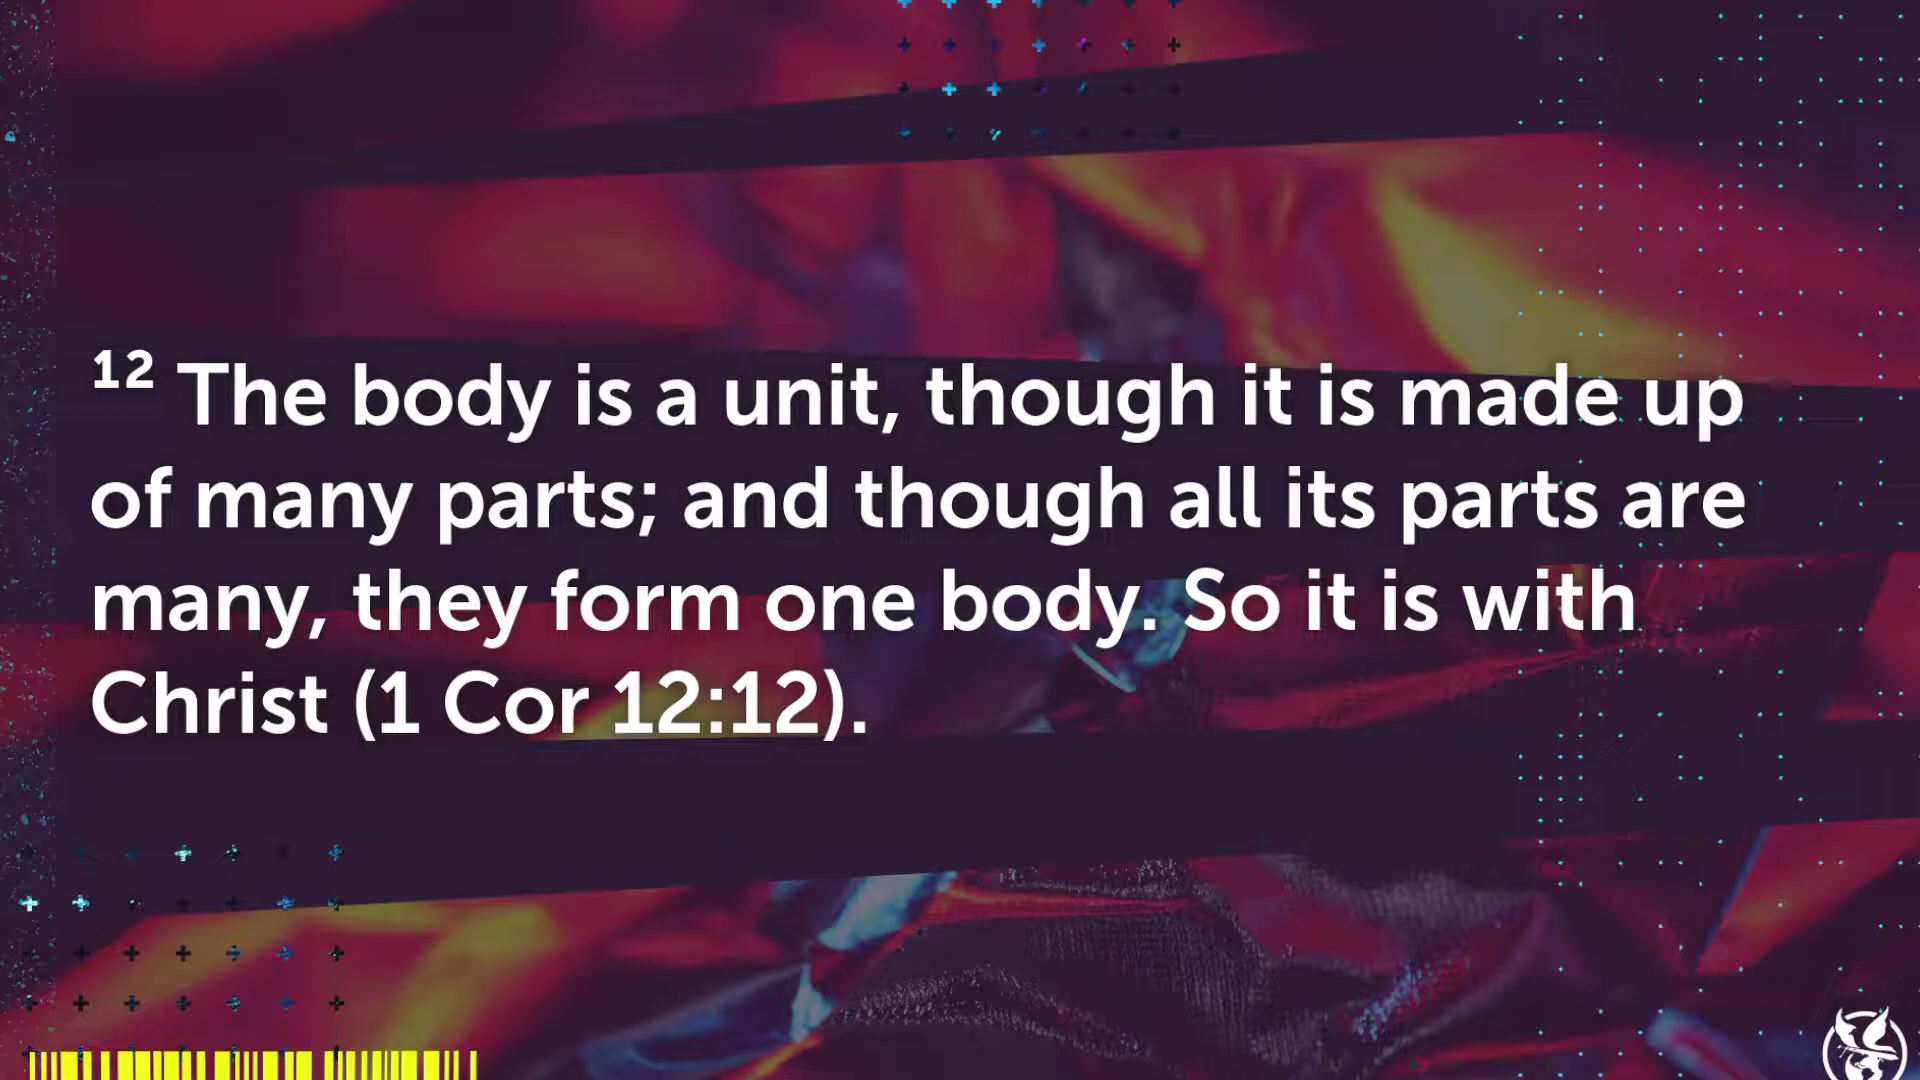 12 The body is a unit, though it is made up
of many parts; and though all its parts are
many, they form one body. So it is with
Christ (1 Cor 12:12).